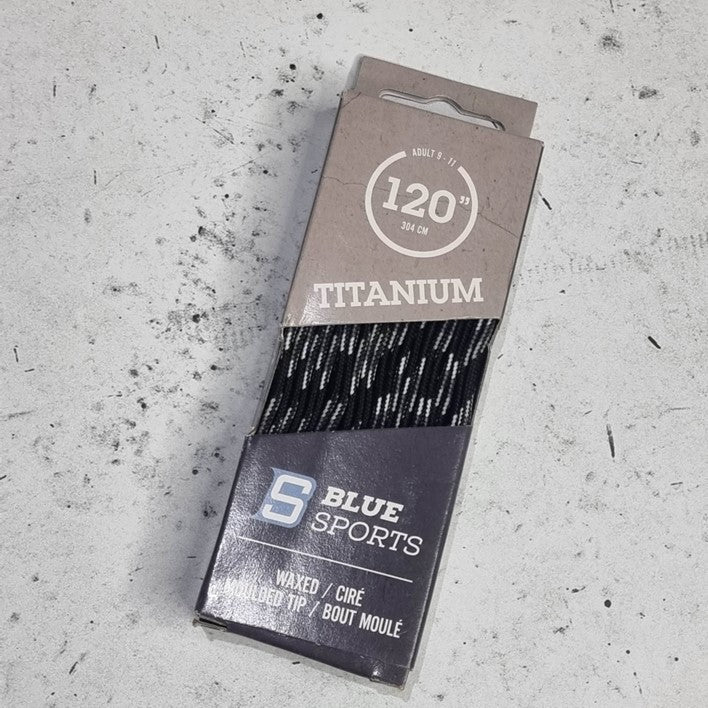 ADULT 9 - 11
120"
304 CM
TITANIUM
BLUE
SPORTS
WAXED / CIRÉ
MOULDED TIP / BOUT MOULÉ